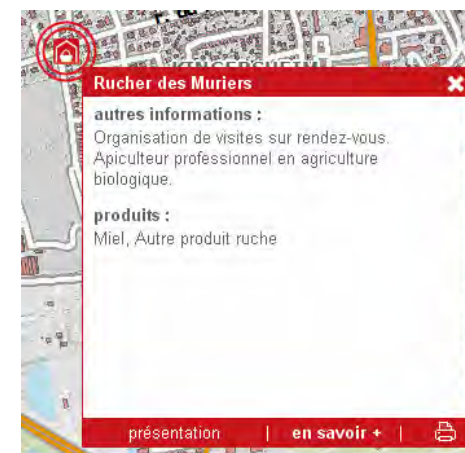 Rucher des Muriers
autres informations :
Organisation de visites sur rendez-vous.
Apiculteur professionnel en agriculture
biologique.
produits :
Miel, Autre produit ruche
présentation | en savoir + |